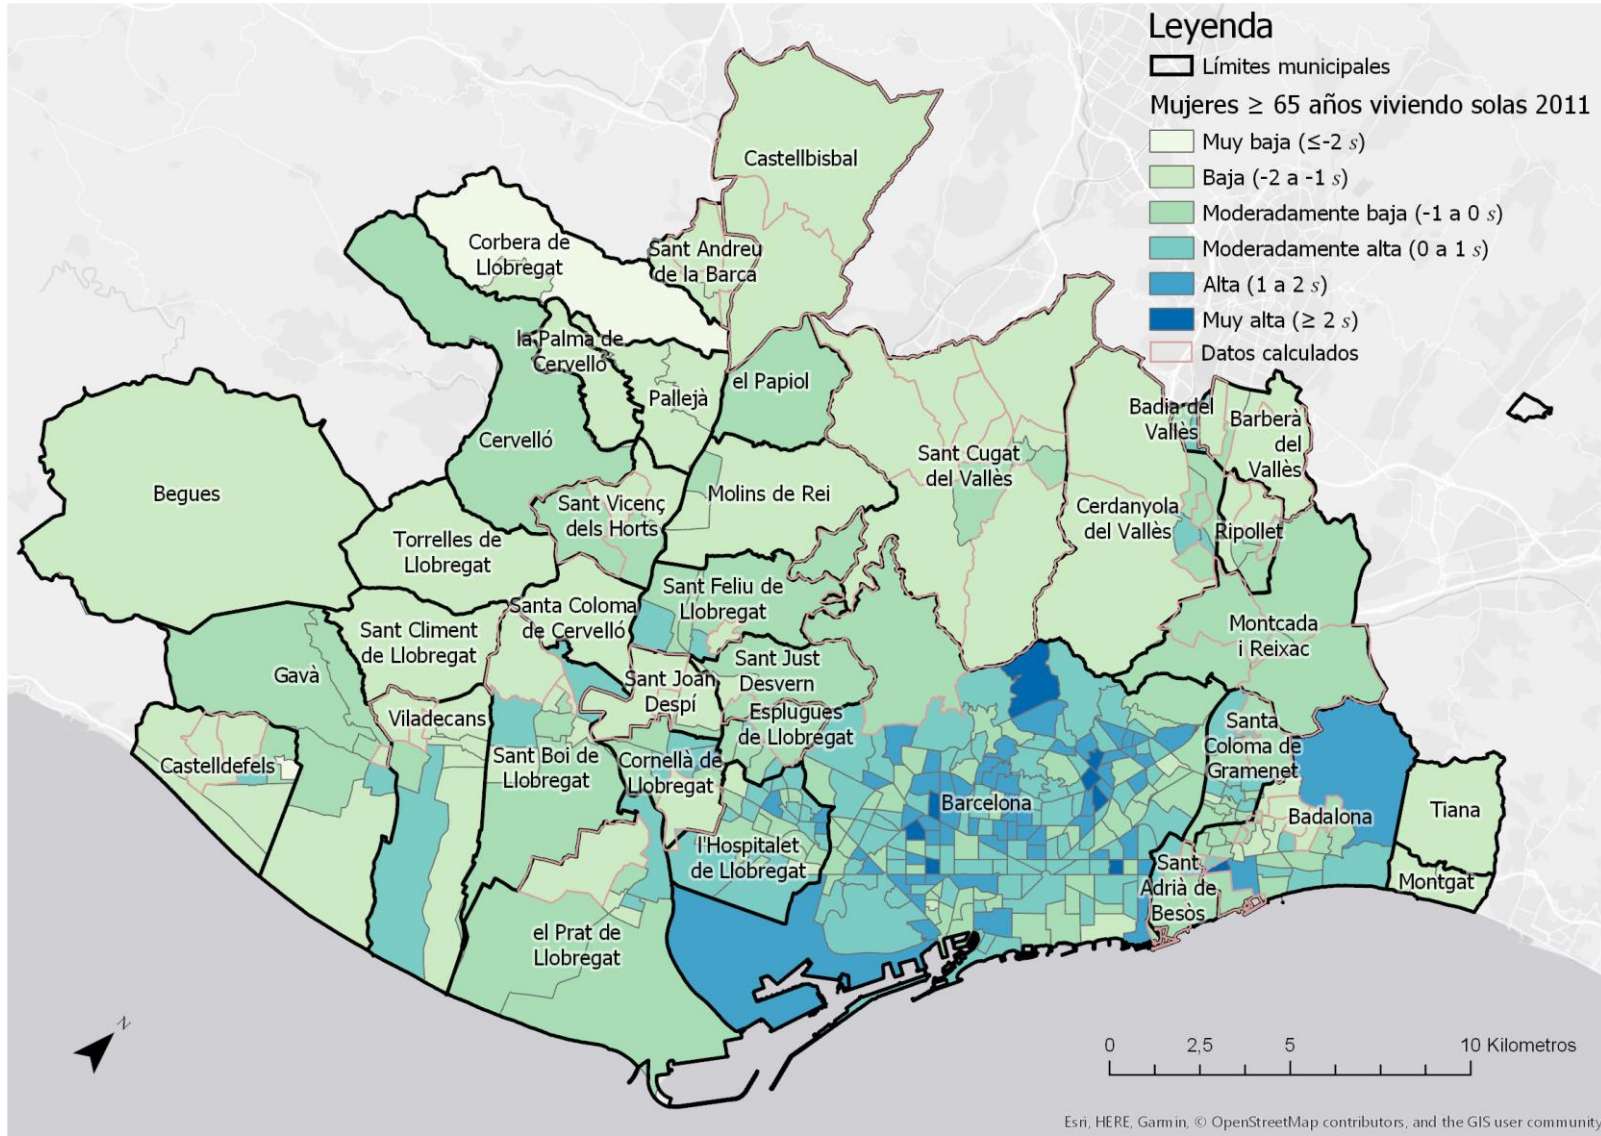 Leyenda
Límites municipales
Mujeres ≥ 65 años viviendo solas 2011
Muy baja (≤-2 s)
Baja (-2 a -1 s)
Moderadamente baja (-1 a 0 s)
Moderadamente alta (0 a 1 s)
Alta (1 a 2 s)
Muy alta (≥ 2 s)
Datos calculados
Castellbisbal
Corbera de
Llobregat
Sant Andreu
de la Barca
la Palma de
Cervelló
Pallejà
el Papiol
Cervelló
Badia del
Vallès
Barberà
del
Vallès
Sant Cugat
del Vallès
Begues
Molins de Rei
Sant Vicenç
dels Horts
Cerdanyola
del Vallès
Ripollet
Torrelles de
Llobregat
Sant Feliu de
Llobregat
Santa Coloma
de Cervelló
Sant Climent
de Llobregat
Montcada
i Reixac
Gavà
Sant Just
Desvern
Sant Joan
Despí
Viladecans
Esplugues
de Llobregat
Santa
Coloma de
Gramenet
Castelldefels
Sant Boi de
Llobregat
Cornellà de
Llobregat
Barcelona
Badalona
Tiana
l'Hospitalet
de Llobregat
Sant
Adrià de
Besòs
Montgat
el Prat de
Llobregat
N
0 2,5 5 10 Kilometros
Esri, HERE, Garmin, © OpenStreetMap contributors, and the GIS user community